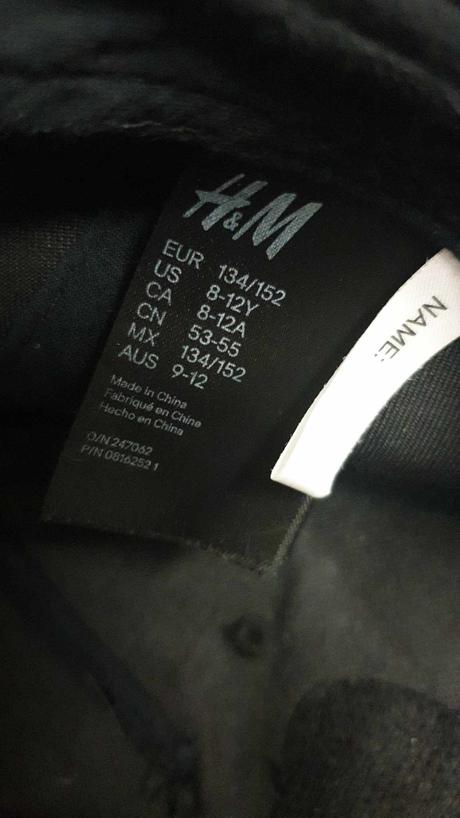 H&M
EUR 134/152
US 8-12Y
CA 8-12A
CN 53-55
MX 134/152
AUS 9-12
Made in China
Fabriqué en China
Hecho en China
O/N 247062
P/N 0816252 1
NAME: